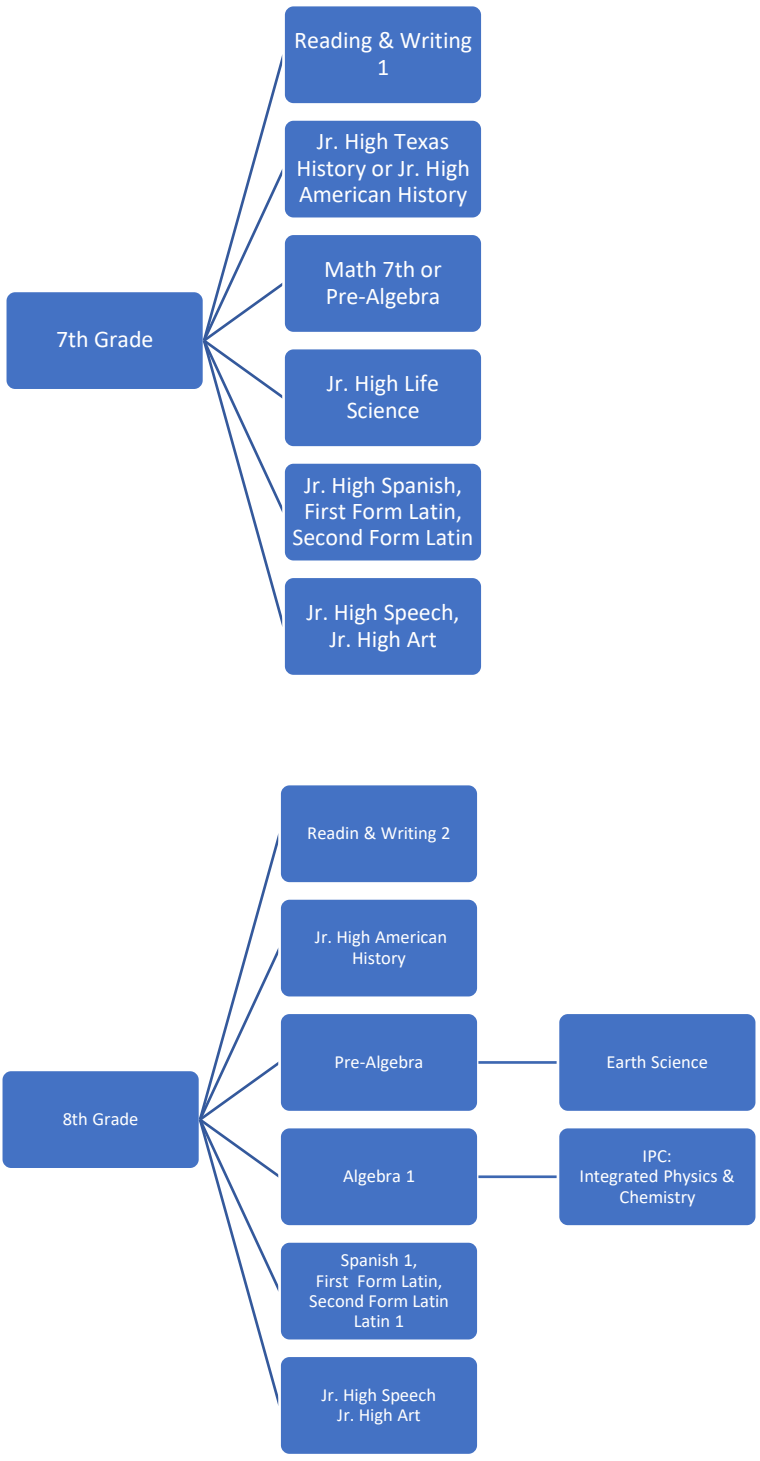 7th Grade
Reading & Writing
1
Jr. High Texas
History or Jr. High
American History
Math 7th or
Pre-Algebra
Jr. High Life
Science
Jr. High Spanish,
First Form Latin,
Second Form Latin
Jr. High Speech,
Jr. High Art
8th Grade
Readin & Writing 2
Jr. High American
History
Pre-Algebra
Earth Science
Algebra 1
IPC:
Integrated Physics &
Chemistry
Spanish 1,
First  Form Latin,
Second Form Latin
Latin 1
Jr. High Speech
Jr. High Art